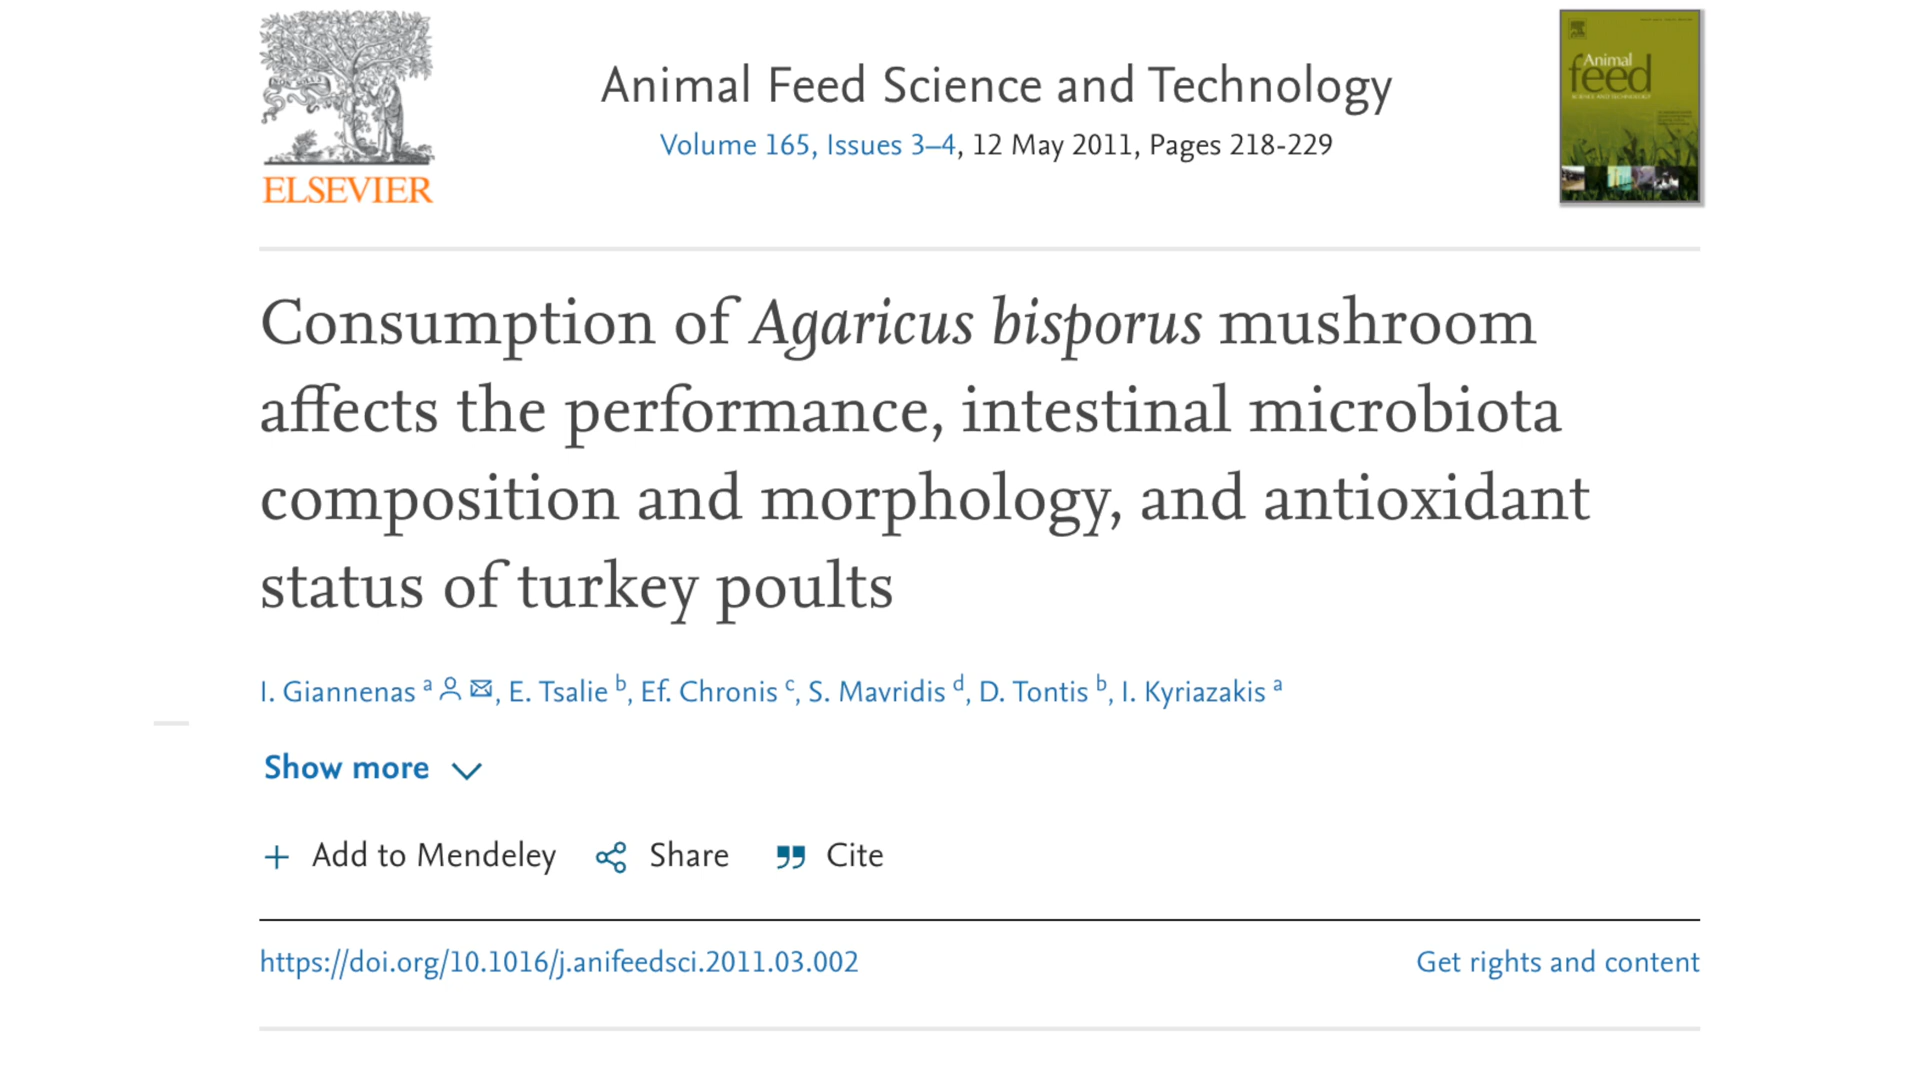 ELSEVIER
Animal Feed Science and Technology
Volume 165, Issues 3–4, 12 May 2011, Pages 218-229
Animal
feed
SCIENCE AND TECHNOLOGY
Consumption of Agaricus bisporus mushroom
affects the performance, intestinal microbiota
composition and morphology, and antioxidant
status of turkey poults
I. Giannenas a, E. Tsalie b, Ef. Chronis c, S. Mavridis d, D. Tontis b, I. Kyriazakis a
Show more
Add to Mendeley Share Cite
https://doi.org/10.1016/j.anifeedsci.2011.03.002
Get rights and content